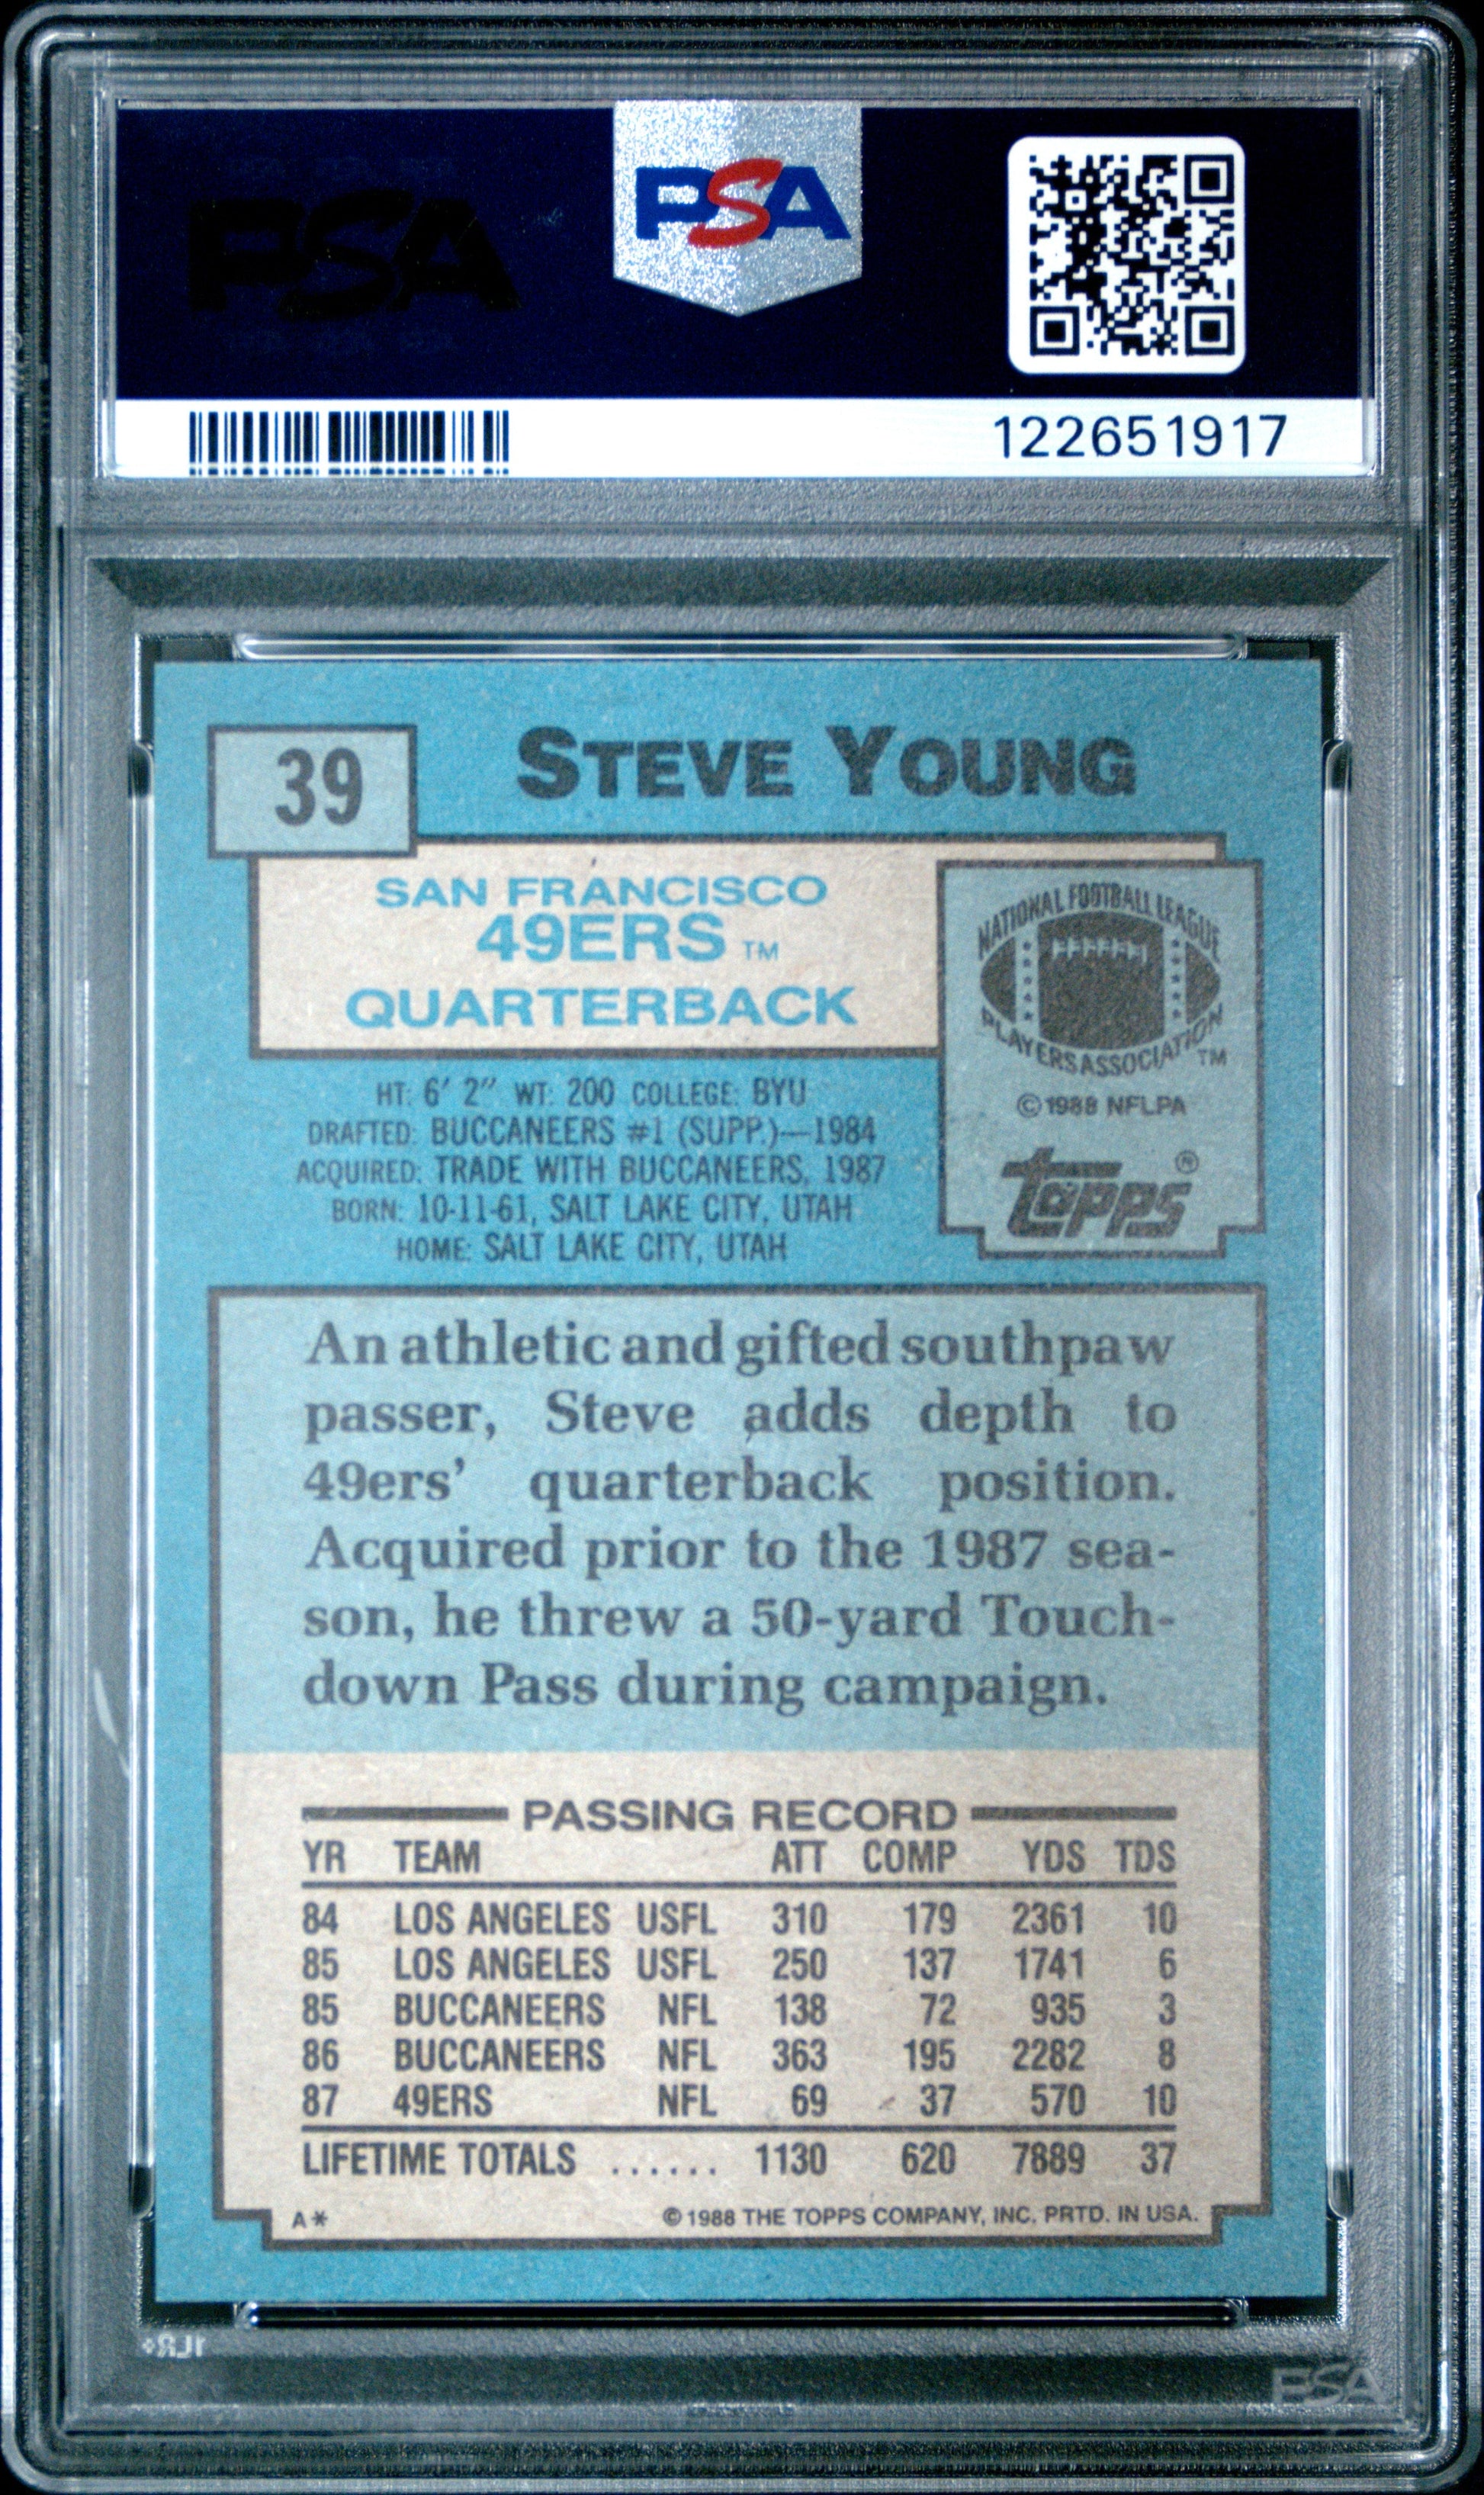 PSA
PSA
122651917
39
STEVE YOUNG
SAN FRANCISCO
49ERS TM
QUARTERBACK
NATIONAL FOOTBALL LEAGUE
PLAYERS ASSOCIATION TM
© 1988 NFLPA
Topps ®
HT: 6' 2" WT: 200 COLLEGE: BYU
DRAFTED: BUCCANEERS #1 (SUPP.)—1984
ACQUIRED: TRADE WITH BUCCANEERS, 1987
BORN: 10-11-61, SALT LAKE CITY, UTAH
HOME: SALT LAKE CITY, UTAH
An athletic and gifted southpaw
passer, Steve adds depth to
49ers' quarterback position.
Acquired prior to the 1987 sea-
son, he threw a 50-yard Touch-
down Pass during campaign.
PASSING RECORD
YR TEAM ATT COMP YDS TDS
84 LOS ANGELES USFL 310 179 2361 10
85 LOS ANGELES USFL 250 137 1741 6
85 BUCCANEERS NFL 138 72 935 3
86 BUCCANEERS NFL 363 195 2282 8
87 49ERS NFL 69 37 570 10
LIFETIME TOTALS ...... 1130 620 7889 37
A* © 1988 THE TOPPS COMPANY, INC. PRTD. IN USA.
PSA